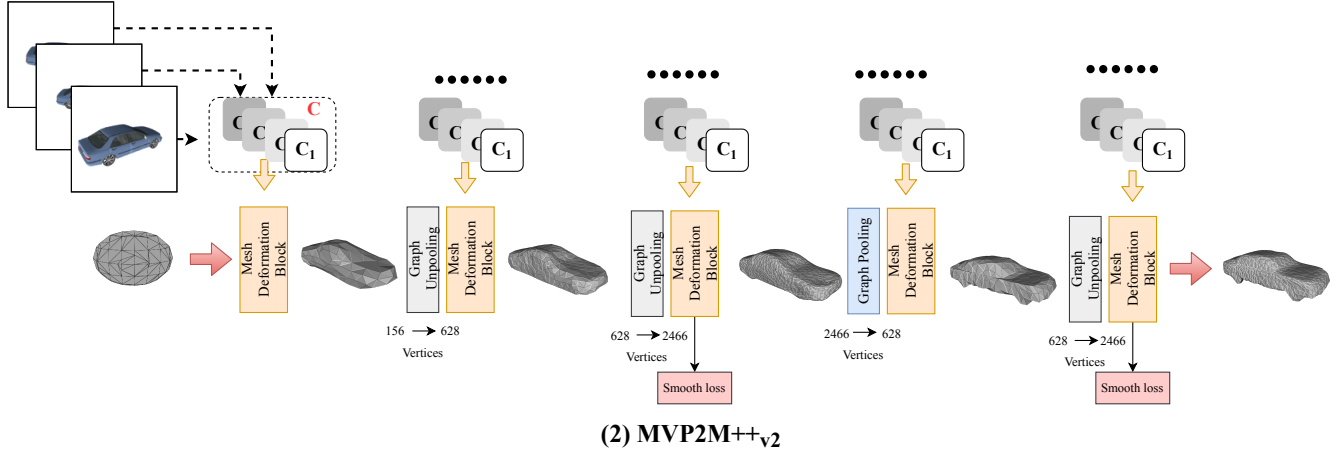 C
C C C C₁
C C C C₁
C C C C₁
C C C C₁
C C C C₁
Mesh
Deformation
Block
Graph
Unpooling
Mesh
Deformation
Block
156 → 628
Vertices
Graph
Unpooling
Mesh
Deformation
Block
628 → 2466
Vertices
Smooth loss
Graph Pooling
Mesh
Deformation
Block
2466 → 628
Vertices
Graph
Unpooling
Mesh
Deformation
Block
628 → 2466
Vertices
Smooth loss
(2) MVP2M++v2